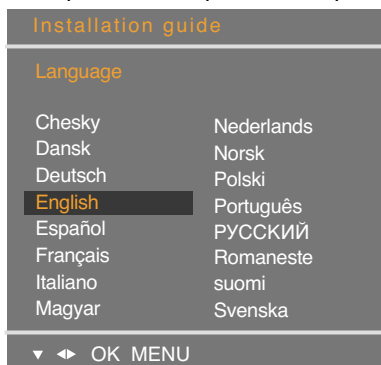 Installation guide
Language
Chesky
Dansk
Deutsch
English
Español
Français
Italiano
Magyar
Nederlands
Norsk
Polski
Português
РУССКИЙ
Romaneste
suomi
Svenska
▼ ◀▶ OK MENU